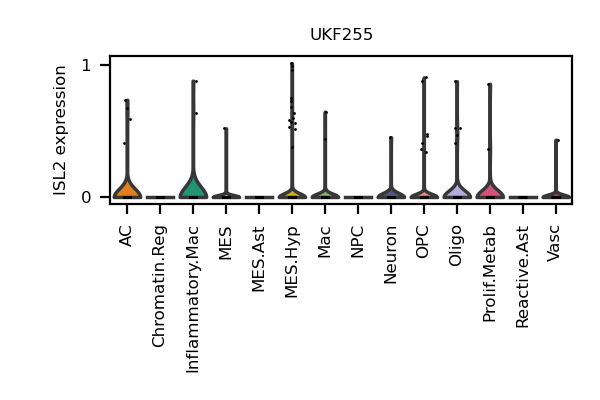 UKF255
ISL2 expression
1
0
AC
Chromatin.Reg
Inflammatory.Mac
MES
MES.Ast
MES.Hyp
Mac
NPC
Neuron
OPC
Oligo
Prolif.Metab
Reactive.Ast
Vasc